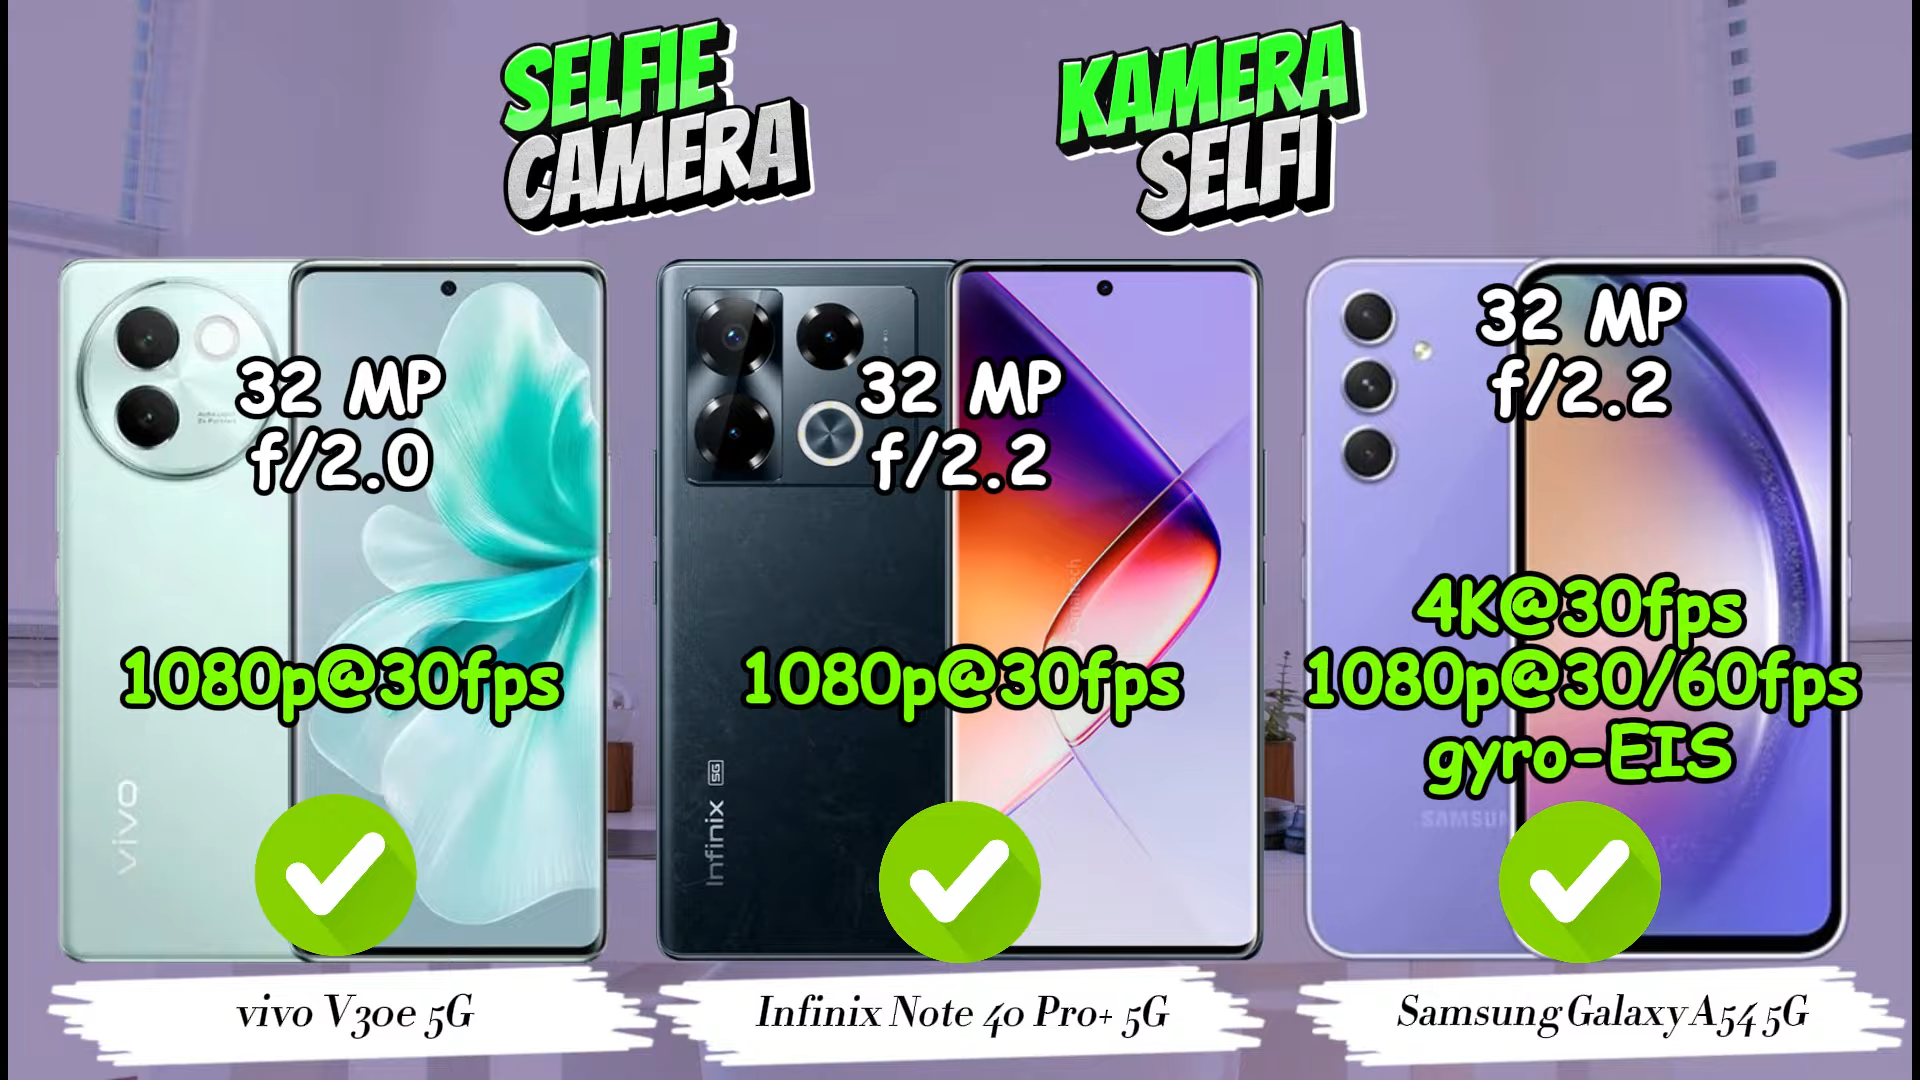 SELFIE
CAMERA
KAMERA
SELFI
32 MP
f/2.0
1080p@30fps
vivo
vivo V30e 5G
32 MP
f/2.2
1080p@30fps
Infinix 5G
Infinix Note 40 Pro+ 5G
32 MP
f/2.2
4K@30fps
1080p@30/60fps
gyro-EIS
SAMSUN
Samsung Galaxy A54 5G